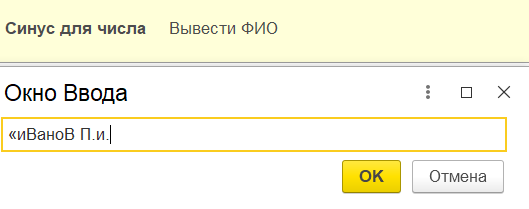 Синус для числа Вывести ФИО
Окно Ввода
«иВаноВ П.и.
OK Отмена